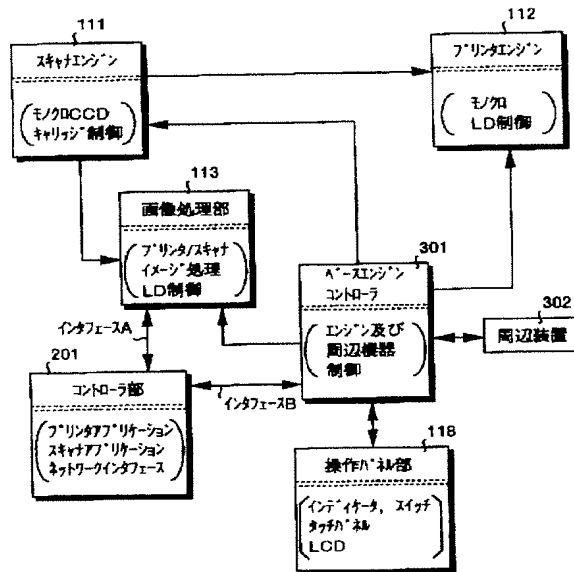 111
スキャナエンジン
モノクロCCD
キャリッジ制御
112
プリンタエンジン
モノクロ
LD制御
113
画像処理部
プリンタ/スキャナ
イメージ処理
LD制御
301
ベースエンジン
コントローラ
エンジン及び
周辺機器
制御
302
周辺装置
インタフェースA
201
コントローラ部
プリンタアプリケーション
スキャナアプリケーション
ネットワークインタフェース
インタフェースB
118
操作パネル部
インディケータ, スイッチ
タッチパネル
LCD